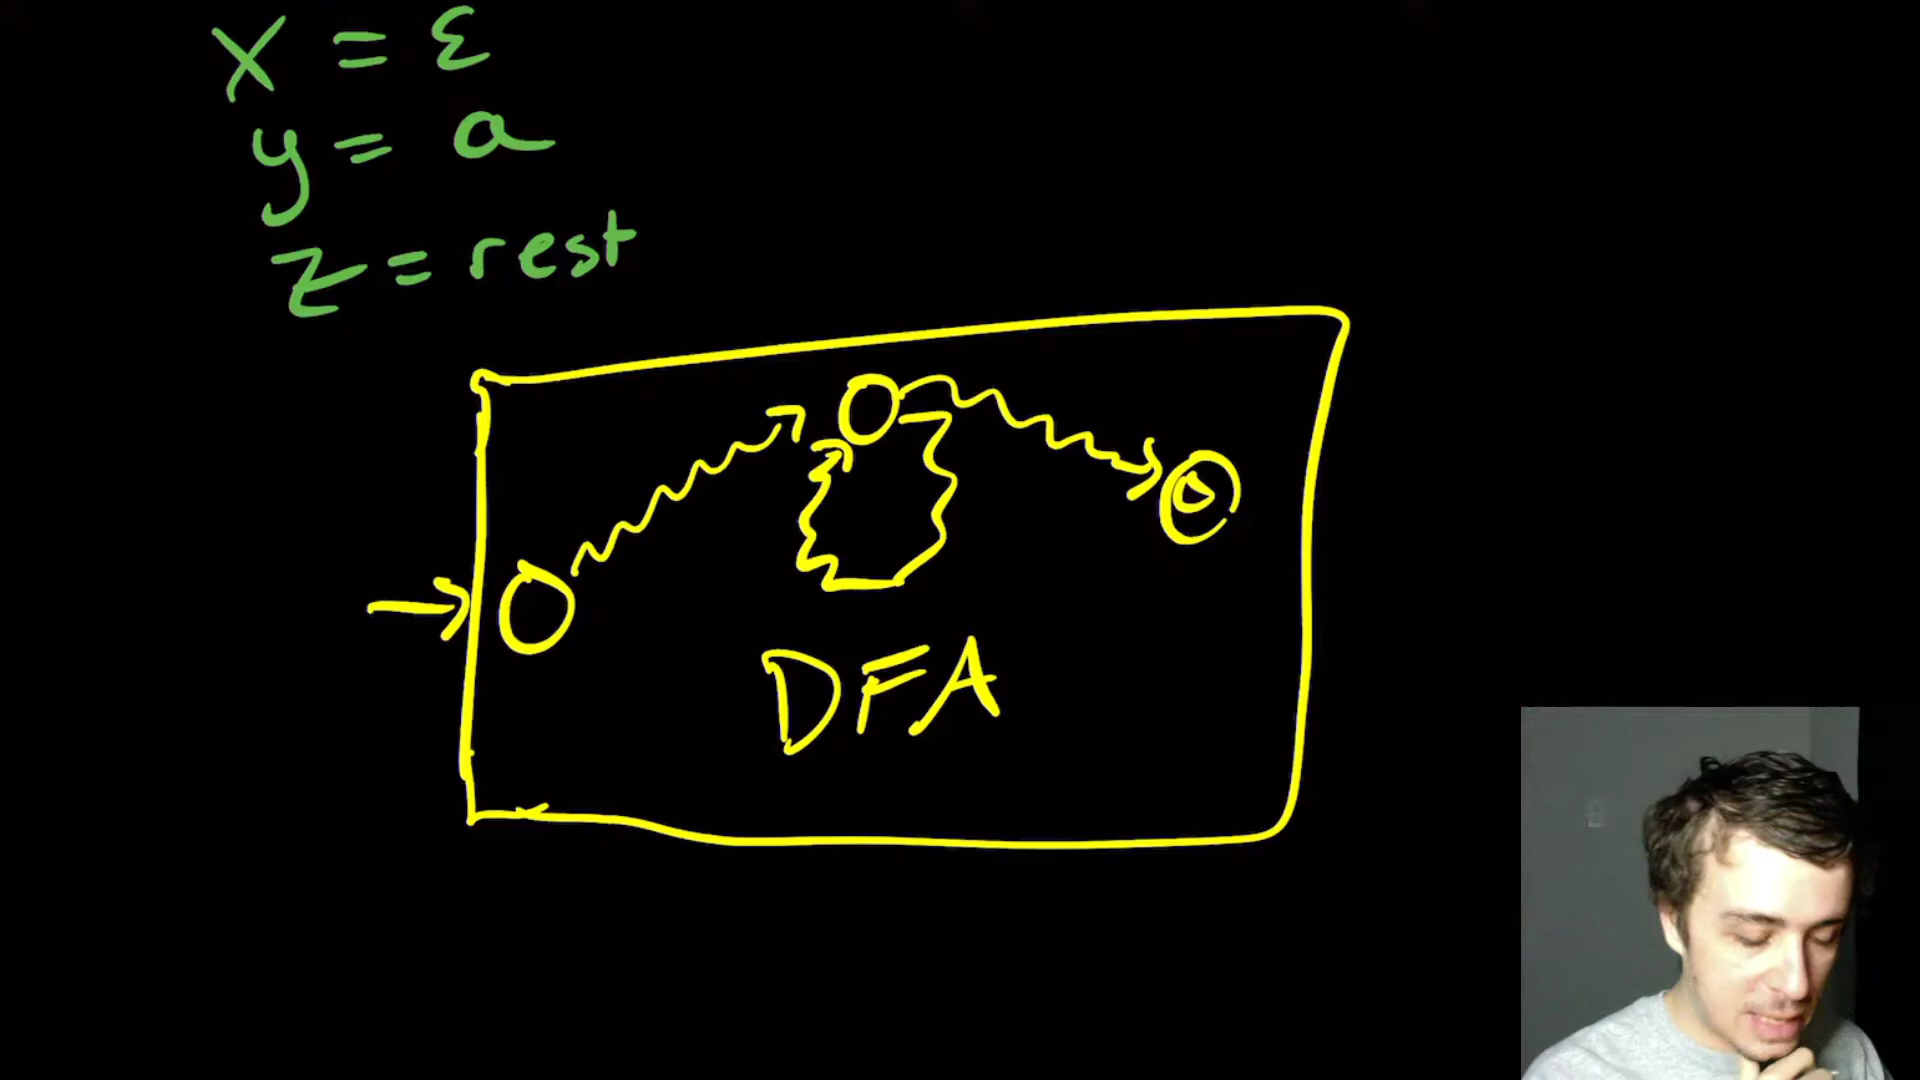 x = ε
y = a
z = rest
DFA